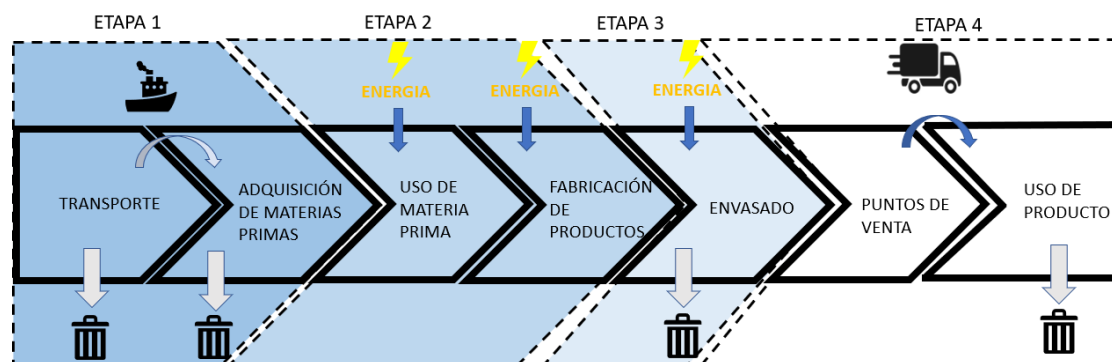 ETAPA 1
ETAPA 2
ETAPA 3
ETAPA 4
ENERGIA
ENERGIA
ENERGIA
TRANSPORTE
ADQUISICIÓN
DE MATERIAS
PRIMAS
USO DE
MATERIA
PRIMA
FABRICACIÓN
DE
PRODUCTOS
ENVASADO
PUNTOS DE
VENTA
USO DE
PRODUCTO